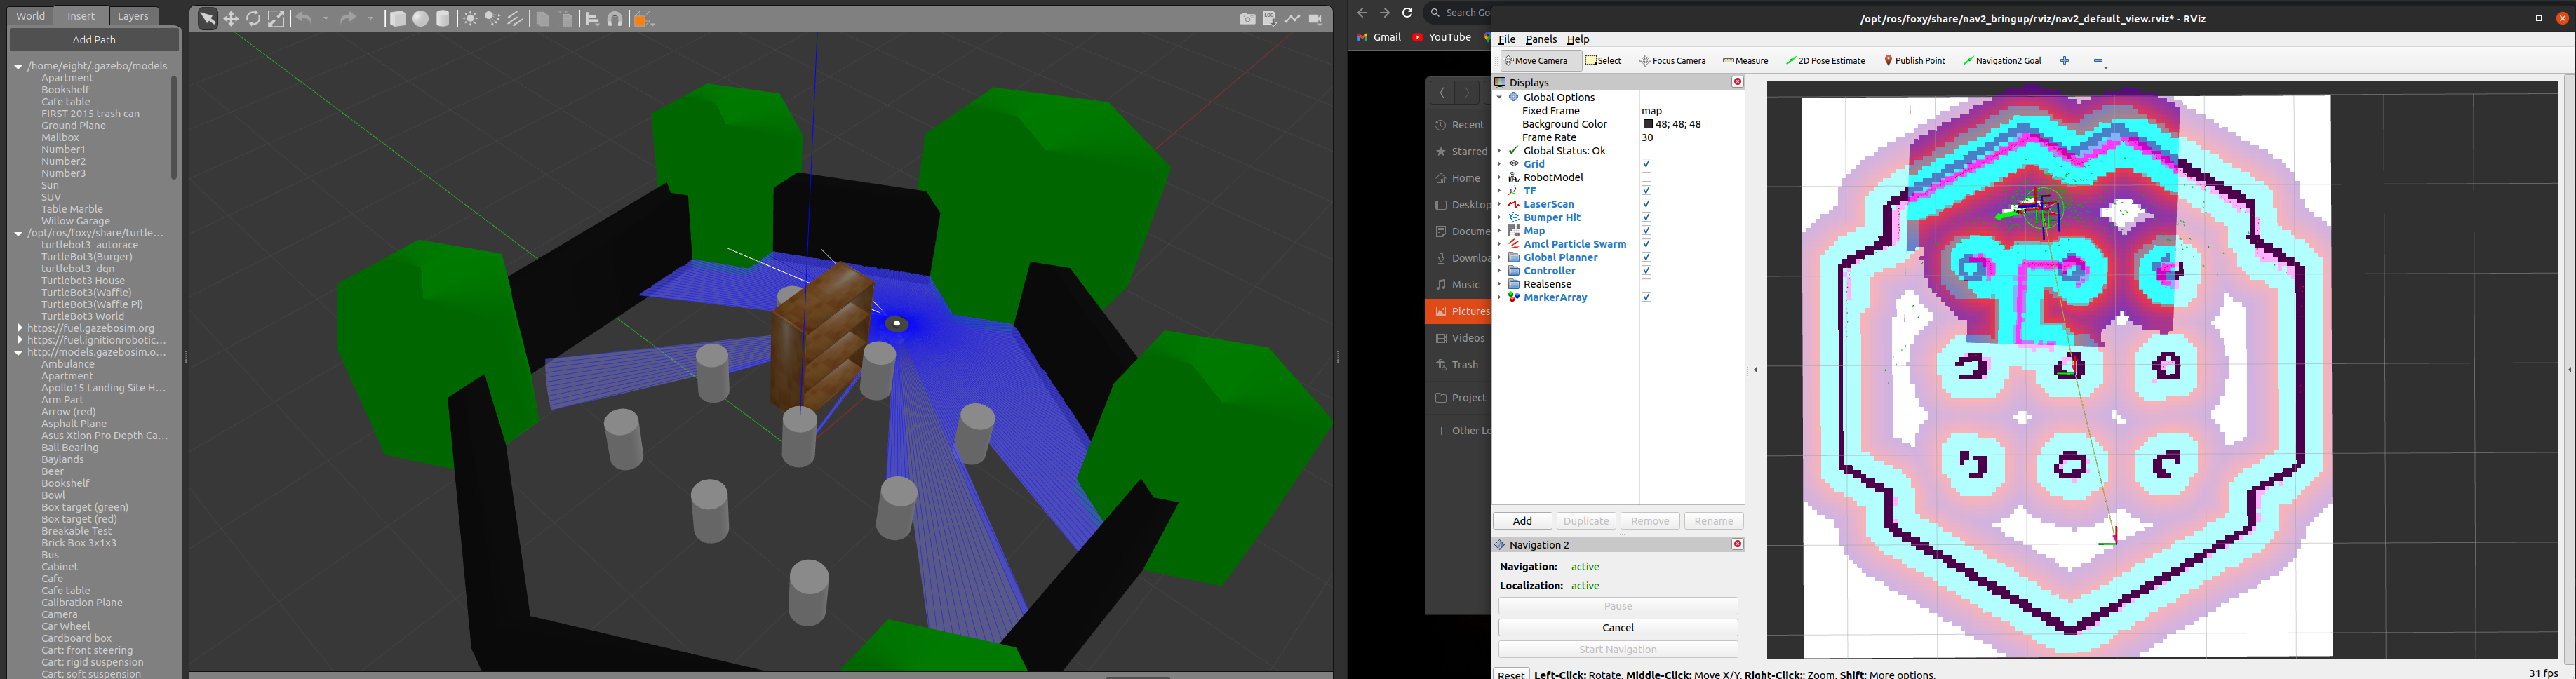 World Insert Layers
Add Path
/home/eight/.gazebo/models
Apartment
Bookshelf
Cafe table
FIRST 2015 trash can
Ground Plane
Mailbox
Number1
Number2
Number3
Sun
SUV
Table Marble
Willow Garage
/opt/ros/foxy/share/turtle...
turtlebot3_autorace
TurtleBot3(Burger)
turtlebot3_dqn
TurtleBot3 House
TurtleBot3(Waffle)
TurtleBot3(Waffle Pi)
TurtleBot3 World
https://fuel.gazebosim.org
https://fuel.ignitionrobotic...
http://models.gazebosim.o...
Ambulance
Apartment
Apollo15 Landing Site H...
Arm Part
Arrow (red)
Asphalt Plane
Asus Xtion Pro Depth Ca...
Ball Bearing
Baylands
Beer
Bookshelf
Bowl
Box target (green)
Box target (red)
Breakable Test
Brick Box 3x1x3
Bus
Cabinet
Cafe
Cafe table
Calibration Plane
Camera
Car Wheel
Cardboard box
Cart: front steering
Cart: rigid suspension
Cart: soft suspension
LOG
Search Go
Gmail YouTube
Recent
Starred
Home
Desktop
Docume
Downloa
Music
Pictures
Videos
Trash
Project
Other Lo
/opt/ros/foxy/share/nav2_bringup/rviz/nav2_default_view.rviz* - RViz
File Panels Help
Move Camera Select Focus Camera Measure 2D Pose Estimate Publish Point Navigation2 Goal
Displays
Global Options
Fixed Frame map
Background Color 48; 48; 48
Frame Rate 30
Global Status: Ok
Grid
RobotModel
TF
LaserScan
Bumper Hit
Map
Amcl Particle Swarm
Global Planner
Controller
Realsense
MarkerArray
Add Duplicate Remove Rename
Navigation 2
Navigation: active
Localization: active
Pause
Cancel
Start Navigation
Reset Left-Click: Rotate. Middle-Click: Move X/Y. Right-Click:: Zoom. Shift: More options. 31 fps